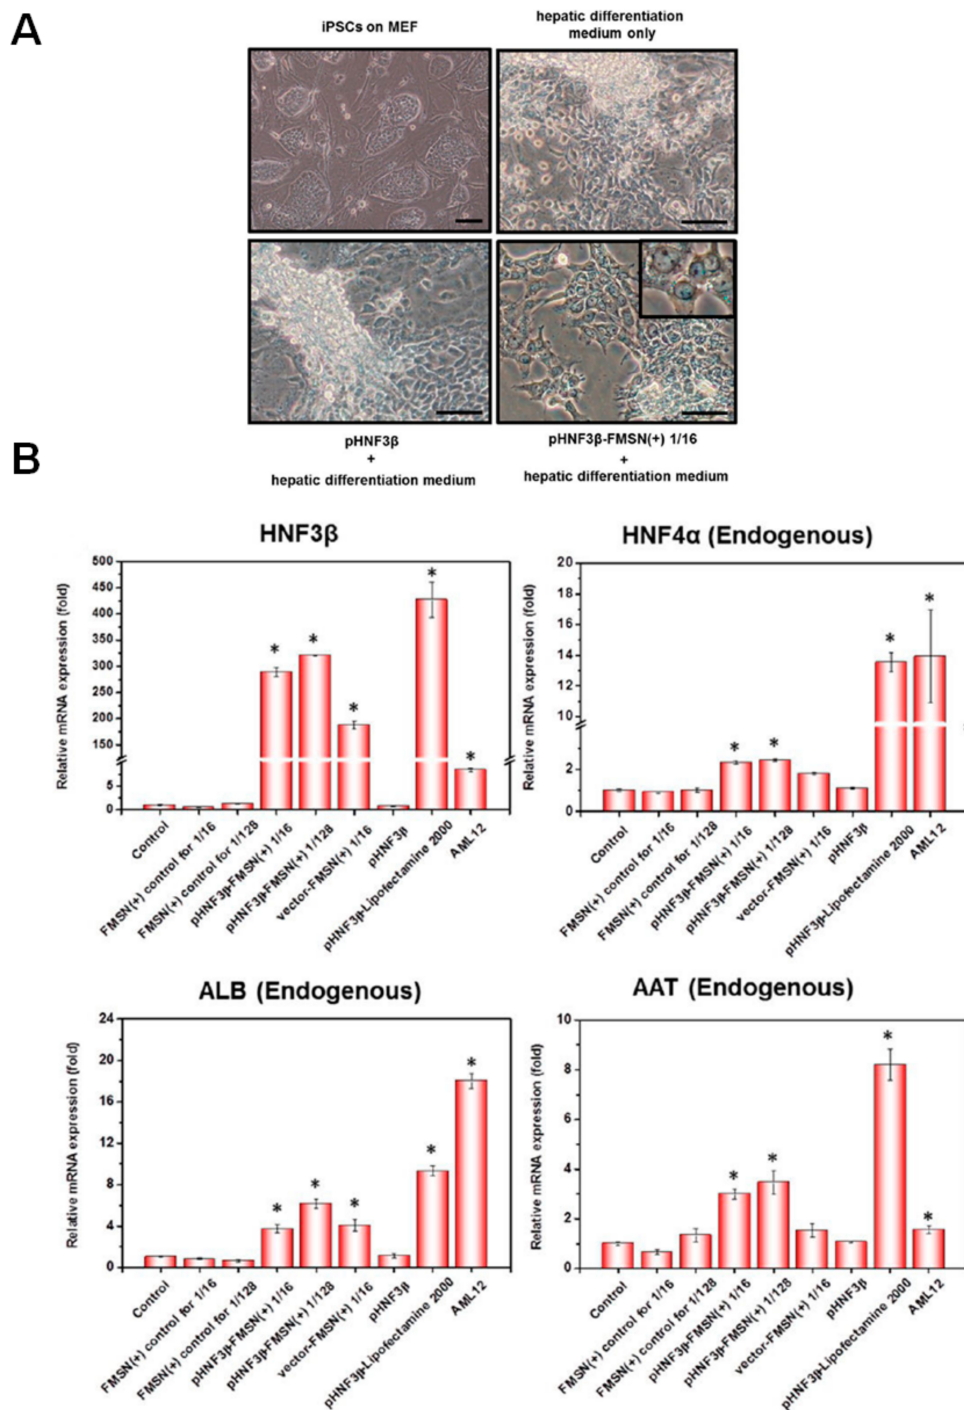 A
iPSCs on MEF
hepatic differentiation
medium only
pHNF3β
+
hepatic differentiation medium
pHNF3β-FMSN(+) 1/16
+
hepatic differentiation medium
B
HNF3β
Relative mRNA expression (fold)
500
450
400
350
300
250
200
150
5
0
Control
FMSN(+) control for 1/16
FMSN(+) control for 1/128
pHNF3β-FMSN(+) 1/16
pHNF3β-FMSN(+) 1/128
vector-FMSN(+) 1/16
pHNF3β
pHNF3β-Lipofectamine 2000
AML12
* * * * *
HNF4α (Endogenous)
Relative mRNA expression (fold)
20
18
16
14
12
10
2
0
Control
FMSN(+) control for 1/16
FMSN(+) control for 1/128
pHNF3β-FMSN(+) 1/16
pHNF3β-FMSN(+) 1/128
vector-FMSN(+) 1/16
pHNF3β
pHNF3β-Lipofectamine 2000
AML12
* * * *
ALB (Endogenous)
Relative mRNA expression (fold)
24
20
16
12
8
4
0
Control
FMSN(+) control for 1/16
FMSN(+) control for 1/128
pHNF3β-FMSN(+) 1/16
pHNF3β-FMSN(+) 1/128
vector-FMSN(+) 1/16
pHNF3β
pHNF3β-Lipofectamine 2000
AML12
* * * * *
AAT (Endogenous)
Relative mRNA expression (fold)
10
8
6
4
2
0
Control
FMSN(+) control for 1/16
FMSN(+) control for 1/128
pHNF3β-FMSN(+) 1/16
pHNF3β-FMSN(+) 1/128
vector-FMSN(+) 1/16
pHNF3β
pHNF3β-Lipofectamine 2000
AML12
* * * *